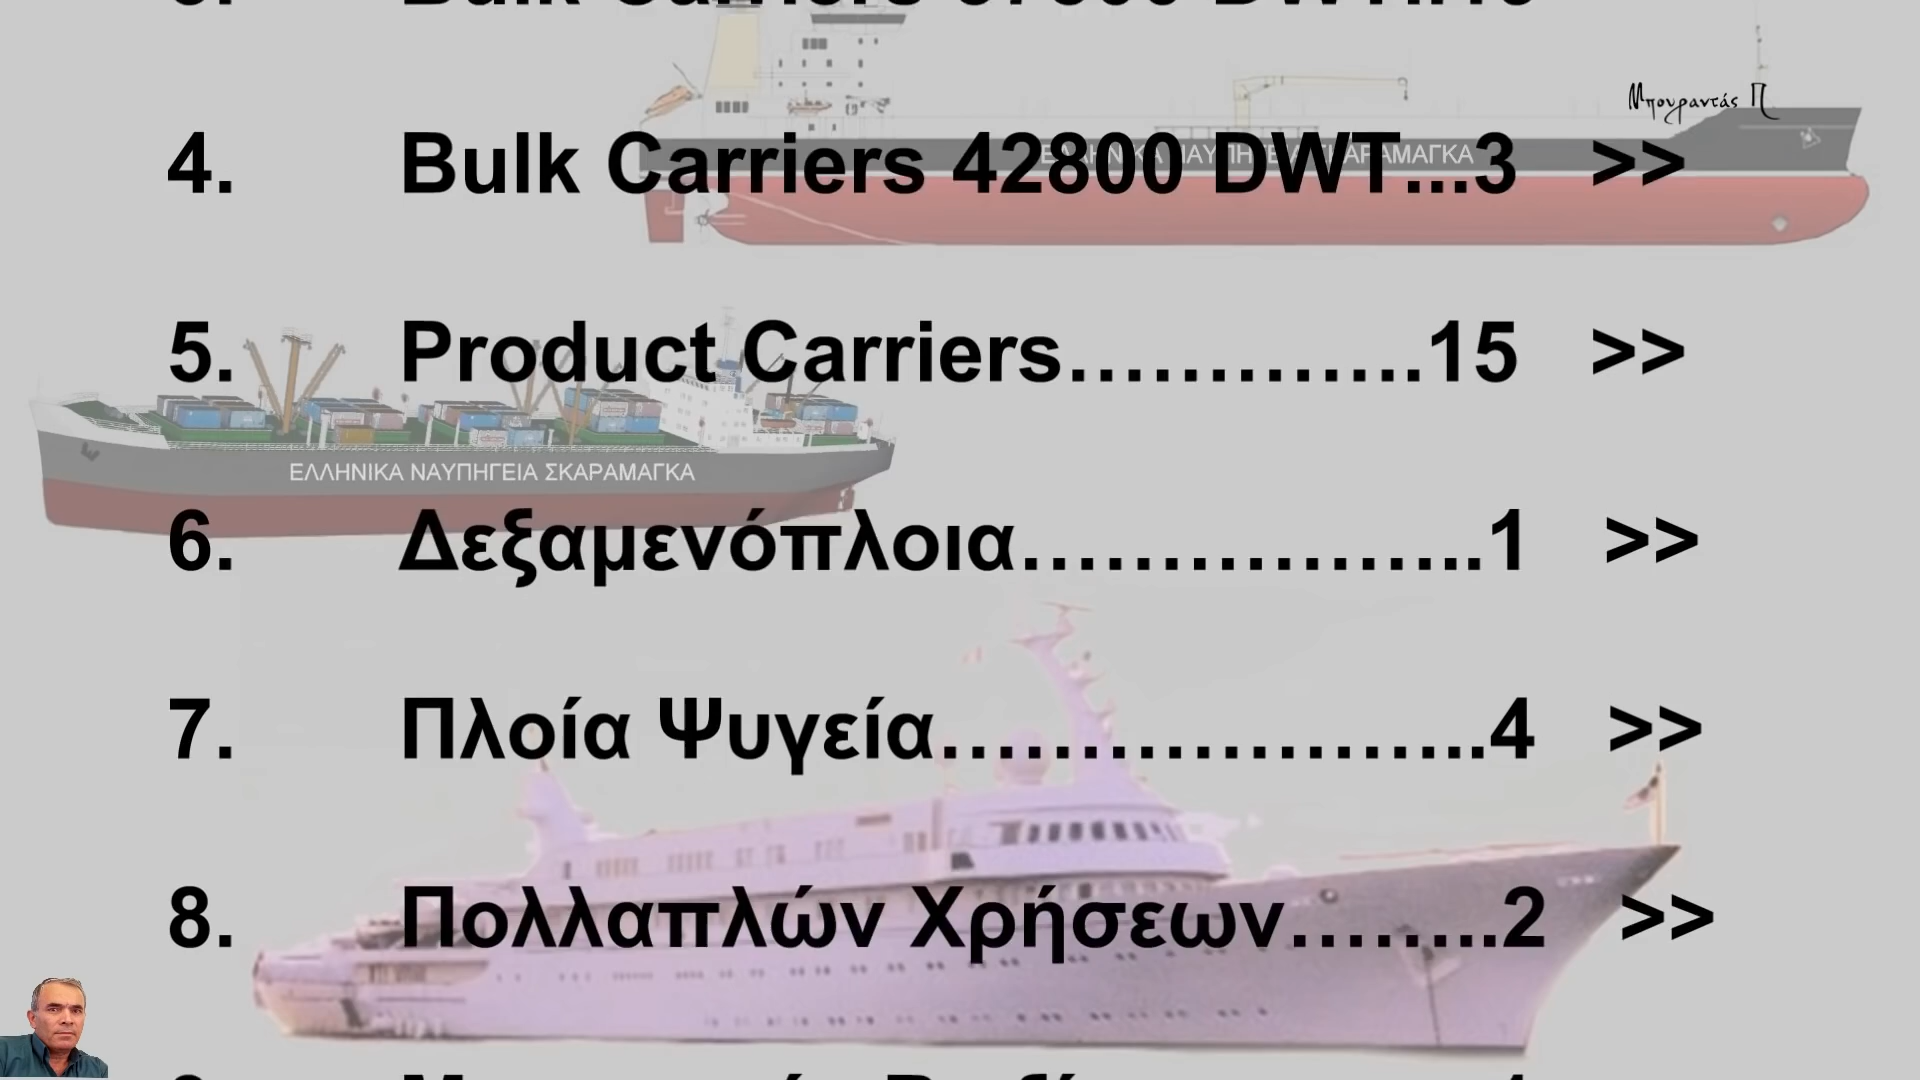 Μπουραντάς Π
4. Bulk Carriers 42800 DWT...3 >>
ΕΛΛΗΝΙΚΑ ΝΑΥΠΗΓΕΙΑ ΣΚΑΡΑΜΑΓΚΑ
5. Product Carriers………….15 >>
ΕΛΛΗΝΙΚΑ ΝΑΥΠΗΓΕΙΑ ΣΚΑΡΑΜΑΓΚΑ
6. Δεξαμενόπλοια……………..1 >>
7. Πλοία Ψυγεία………………..4 >>
8. Πολλαπλών Χρήσεων……..2 >>